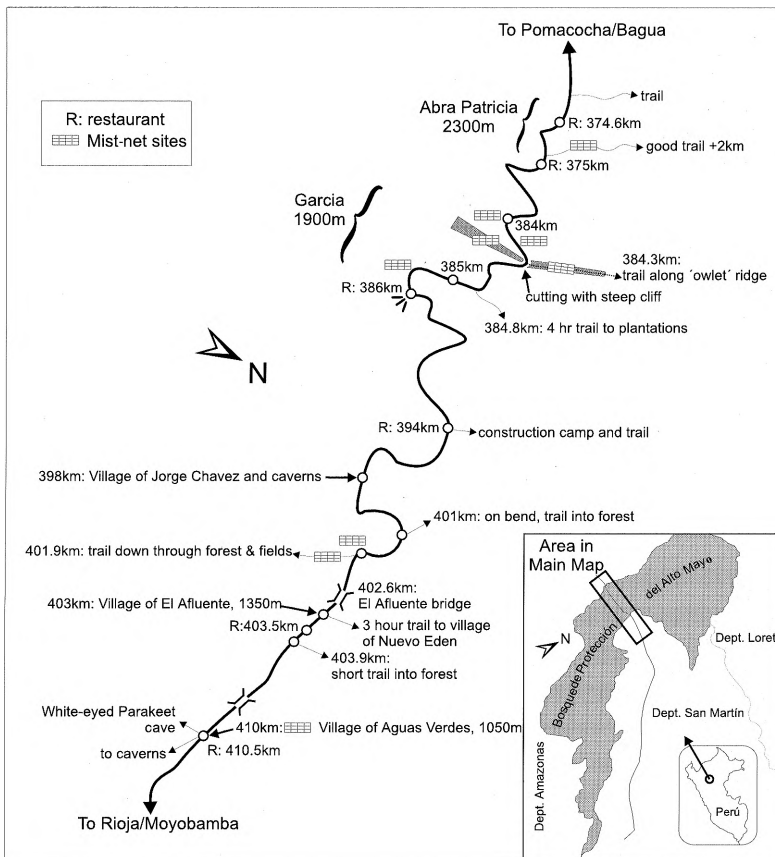 To Pomacocha/Bagua
R: restaurant
Mist-net sites
Abra Patricia
2300m
trail
R: 374.6km
good trail +2km
R: 375km
Garcia
1900m
384km
384.3km:
trail along ´owlet´ ridge
385km
R: 386km
cutting with steep cliff
384.8km: 4 hr trail to plantations
N
R: 394km
construction camp and trail
398km: Village of Jorge Chavez and caverns
401km: on bend, trail into forest
401.9km: trail down through forest & fields
402.6km:
El Afluente bridge
403km: Village of El Afluente, 1350m
3 hour trail to village
of Nuevo Eden
R:403.5km
403.9km:
short trail into forest
White-eyed Parakeet
cave
410km:
Village of Aguas Verdes, 1050m
to caverns
R: 410.5km
To Rioja/Moyobamba
Area in
Main Map
del Alto Mayo
N
Bosquede Protección
Dept. Loret
Dept. San Martín
Dept. Amazonas
Perú